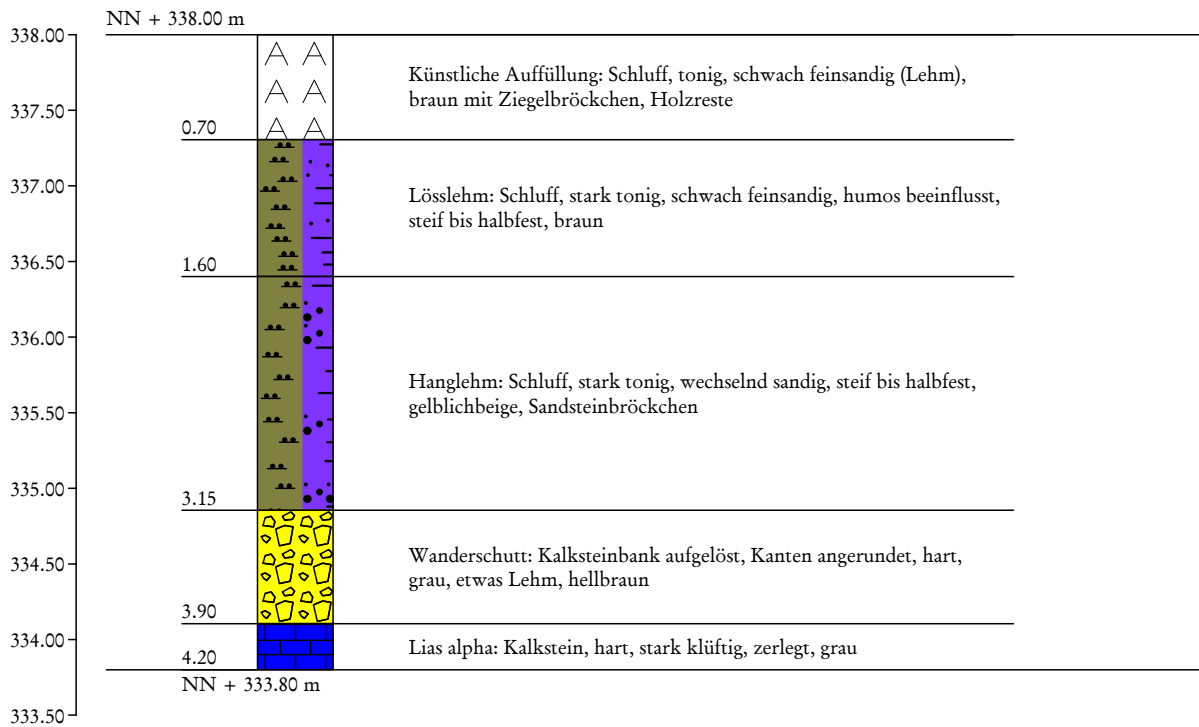 NN + 338.00 m
338.00
Künstliche Auffüllung: Schluff, tonig, schwach feinsandig (Lehm),
braun mit Ziegelbröckchen, Holzreste
337.50
0.70
337.00
Lösslehm: Schluff, stark tonig, schwach feinsandig, humos beeinflusst,
steif bis halbfest, braun
336.50
1.60
336.00
Hanglehm: Schluff, stark tonig, wechselnd sandig, steif bis halbfest,
gelblichbeige, Sandsteinbröckchen
335.50
335.00
3.15
334.50
Wanderschutt: Kalksteinbank aufgelöst, Kanten angerundet, hart,
grau, etwas Lehm, hellbraun
3.90
334.00
Lias alpha: Kalkstein, hart, stark klüftig, zerlegt, grau
4.20
NN + 333.80 m
333.50